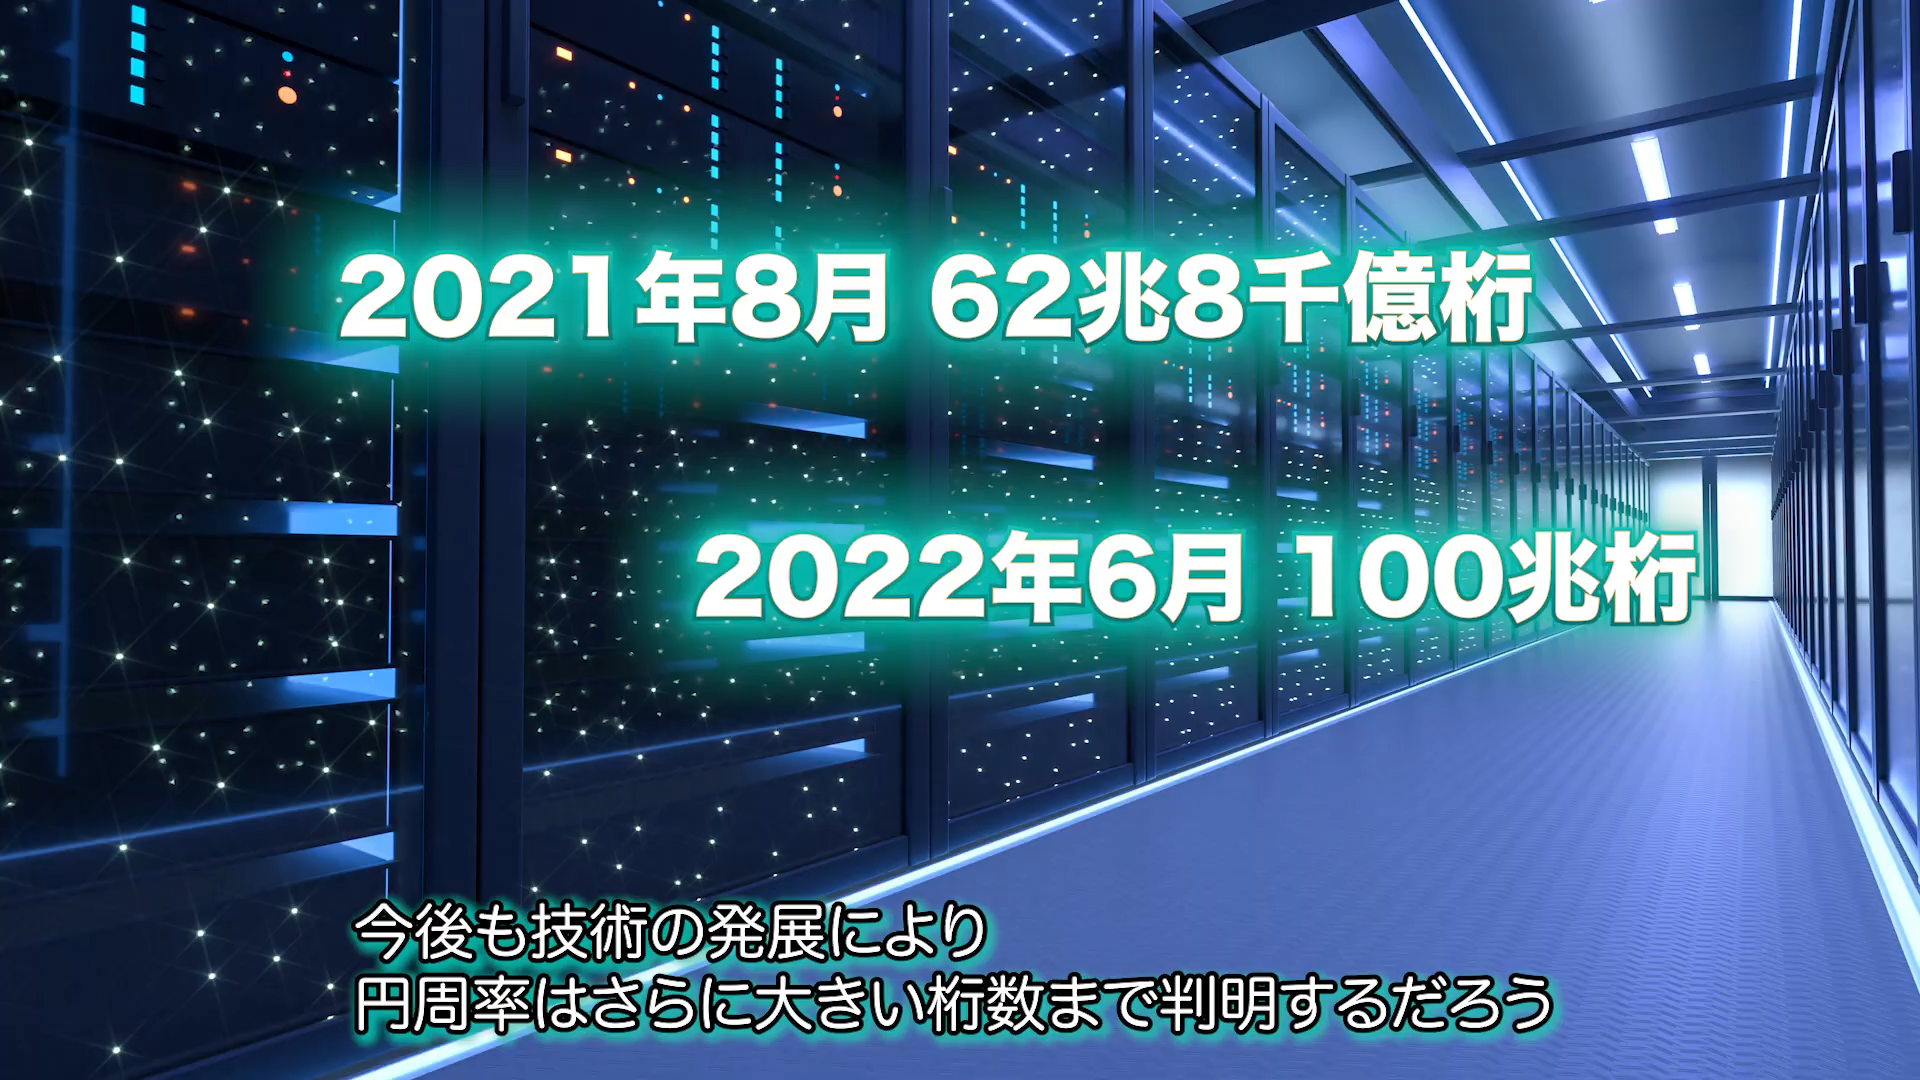 2021年8月 62兆8千億桁
2022年6月 100兆桁
今後も技術の発展により
円周率はさらに大きい桁数まで判明するだろう